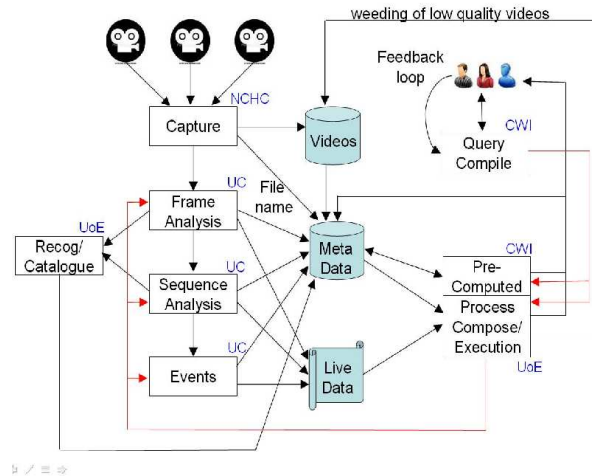 weeding of low quality videos
Feedback
loop
NCHC
CWI
Capture
Videos
Query
Compile
UC
File
name
Frame
Analysis
UoE
Recog/
Catalogue
UC
Meta
Data
CWI
Pre-
Computed
Sequence
Analysis
Process
Compose/
Execution
UC
UoE
Events
Live
Data